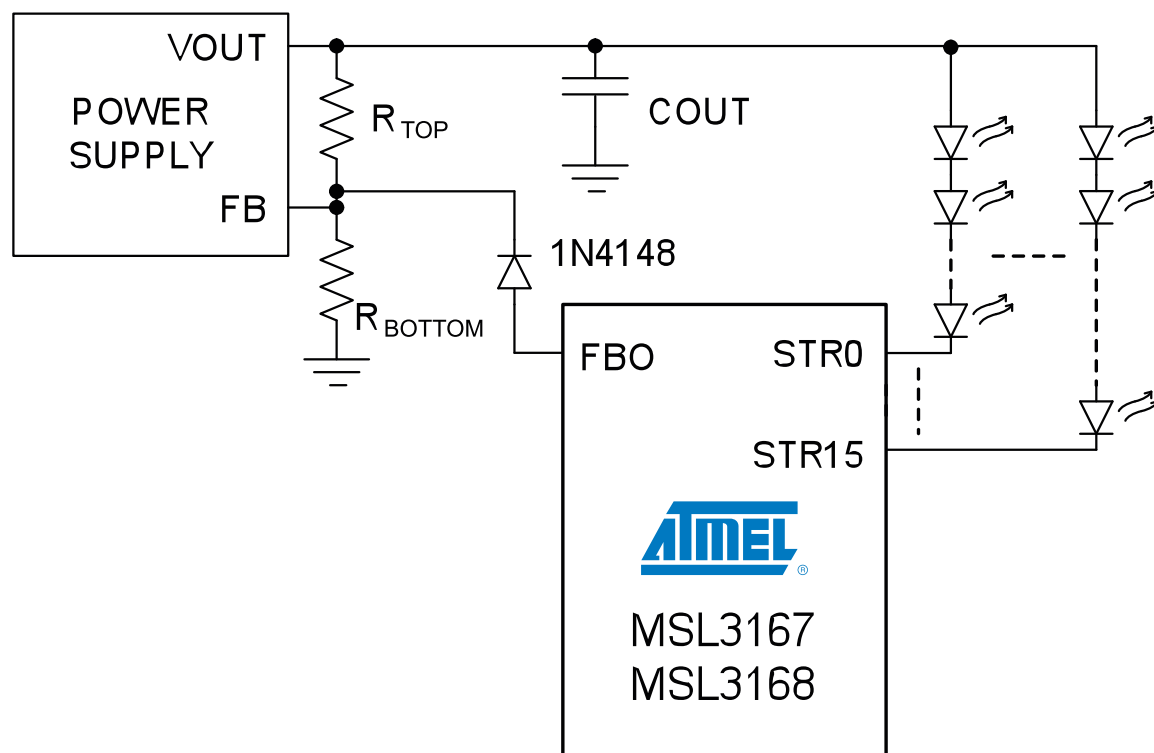 VOUT
POWER
SUPPLY
FB
RTOP
COUT
1N4148
RBOTTOM
FBO
STR0
STR15
ATMEL
®
MSL3167
MSL3168